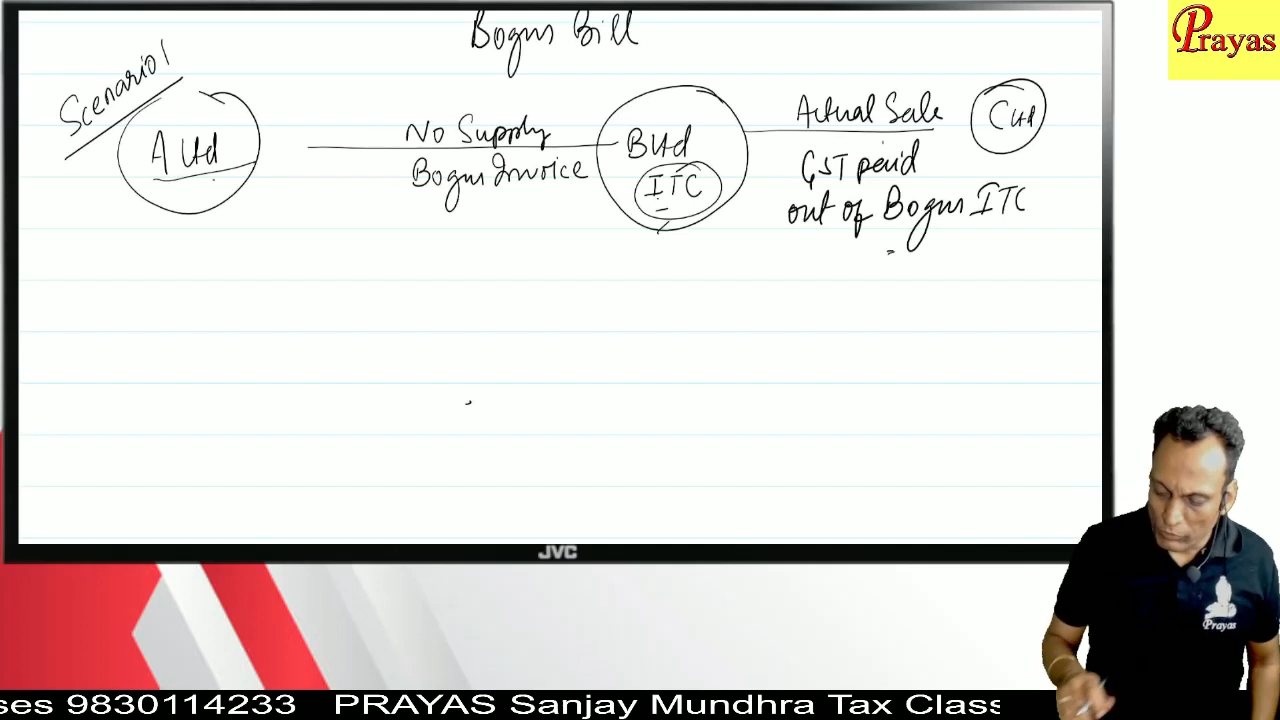 Bogus Bill
Prayas
Scenario 1
A Ltd
No Supply
Bogus Invoice
B Ltd
ITC
Actual Sale
GST paid
out of Bogus ITC
C Ltd
JVC
Prayas
ses 9830114233 PRAYAS Sanjay Mundhra Tax Class